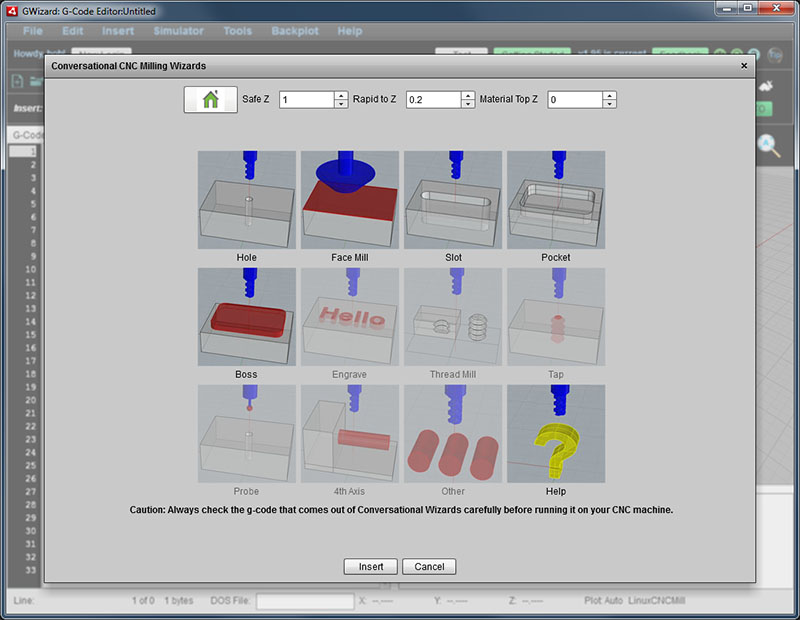 GWizard: G-Code Editor:Untitled
File Edit Insert Simulator Tools Backplot Help
Conversational CNC Milling Wizards
Safe Z 1 Rapid to Z 0.2 Material Top Z 0
Insert:
G-Code
1
2
3
4
5
6
7
8
9
10
11
12
13
14
15
16
17
18
19
20
21
22
23
24
25
26
27
28
29
30
31
32
33
Hole Face Mill Slot Pocket
Hello
Boss Engrave Thread Mill Tap
Probe 4th Axis Other Help
Caution: Always check the g-code that comes out of Conversational Wizards carefully before running it on your CNC machine.
Insert Cancel
Line: 1 of 0 1 bytes DOS File: X: --.---- Y: --.---- Z: --.---- Plot: Auto LinuxCNCMill